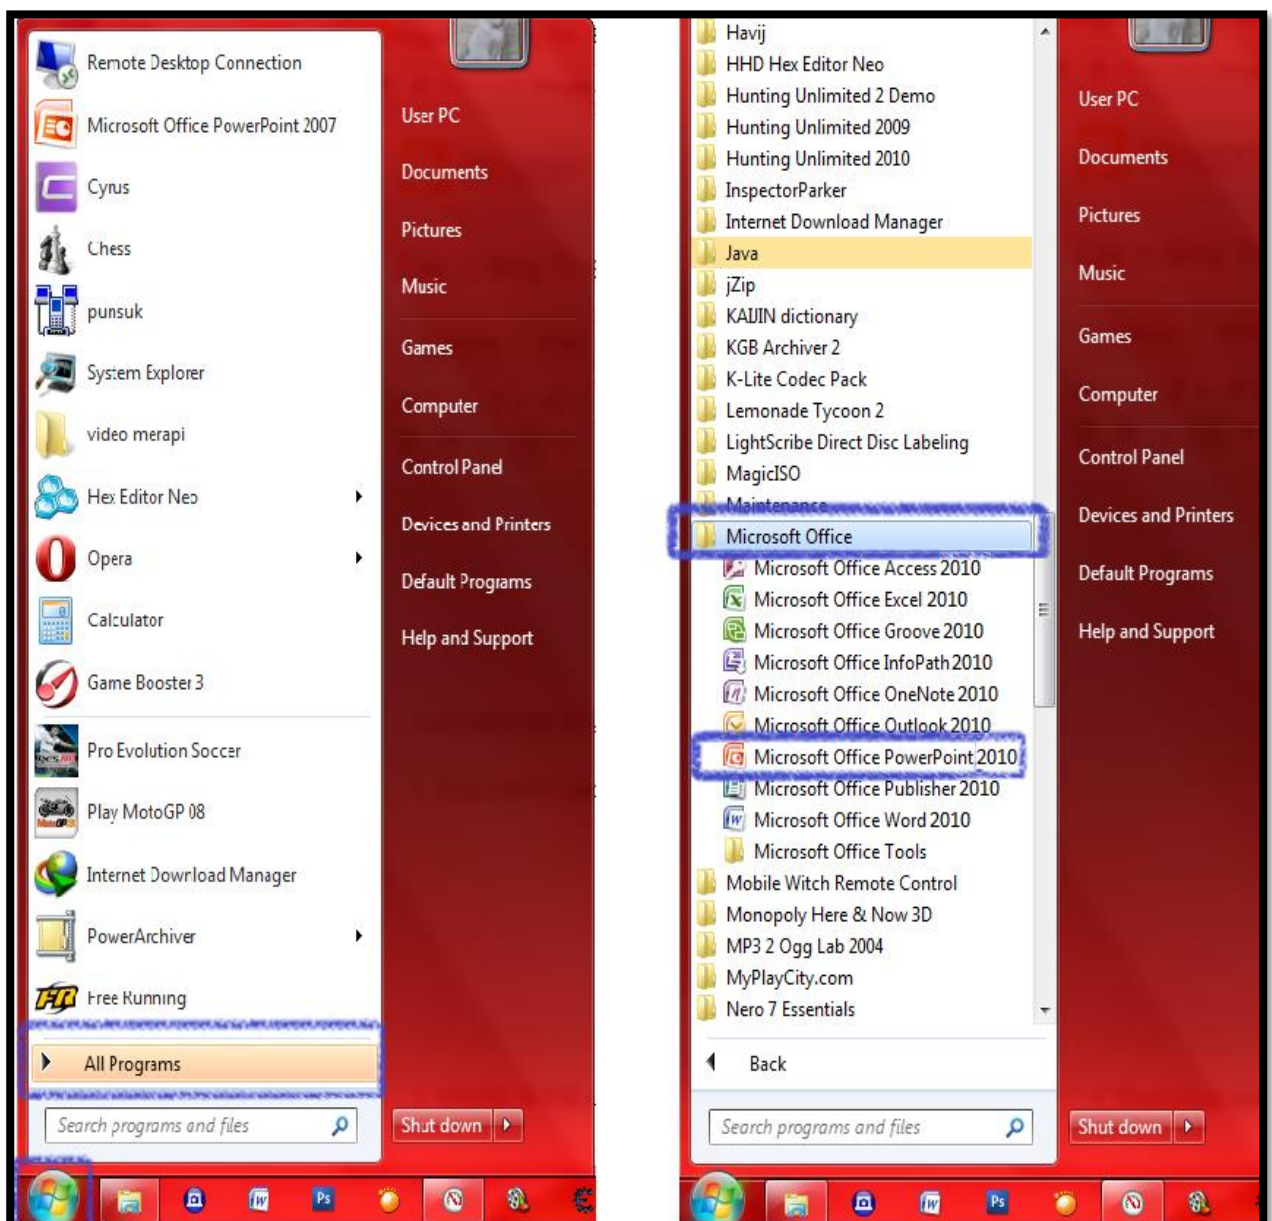 Remote Desktop Connection
Microsoft Office PowerPoint 2007
Cyrus
Chess
punsuk
System Explorer
video merapi
Hex Editor Neo
Opera
Calculator
Game Booster 3
Pro Evolution Soccer
Play MotoGP 08
Internet Download Manager
PowerArchiver
Free Running
All Programs
Search programs and files
User PC
Documents
Pictures
Music
Games
Computer
Control Panel
Devices and Printers
Default Programs
Help and Support
Shut down
Ps
Havij
HHD Hex Editor Neo
Hunting Unlimited 2 Demo
Hunting Unlimited 2009
Hunting Unlimited 2010
InspectorParker
Internet Download Manager
Java
jZip
KAIJIN dictionary
KGB Archiver 2
K-Lite Codec Pack
Lemonade Tycoon 2
LightScribe Direct Disc Labeling
MagicISO
Maintenance
Microsoft Office
Microsoft Office Access 2010
Microsoft Office Excel 2010
Microsoft Office Groove 2010
Microsoft Office InfoPath 2010
Microsoft Office OneNote 2010
Microsoft Office Outlook 2010
Microsoft Office PowerPoint 2010
Microsoft Office Publisher 2010
Microsoft Office Word 2010
Microsoft Office Tools
Mobile Witch Remote Control
Monopoly Here & Now 3D
MP3 2 Ogg Lab 2004
MyPlayCity.com
Nero 7 Essentials
Back
Search programs and files
User PC
Documents
Pictures
Music
Games
Computer
Control Panel
Devices and Printers
Default Programs
Help and Support
Shut down
Ps